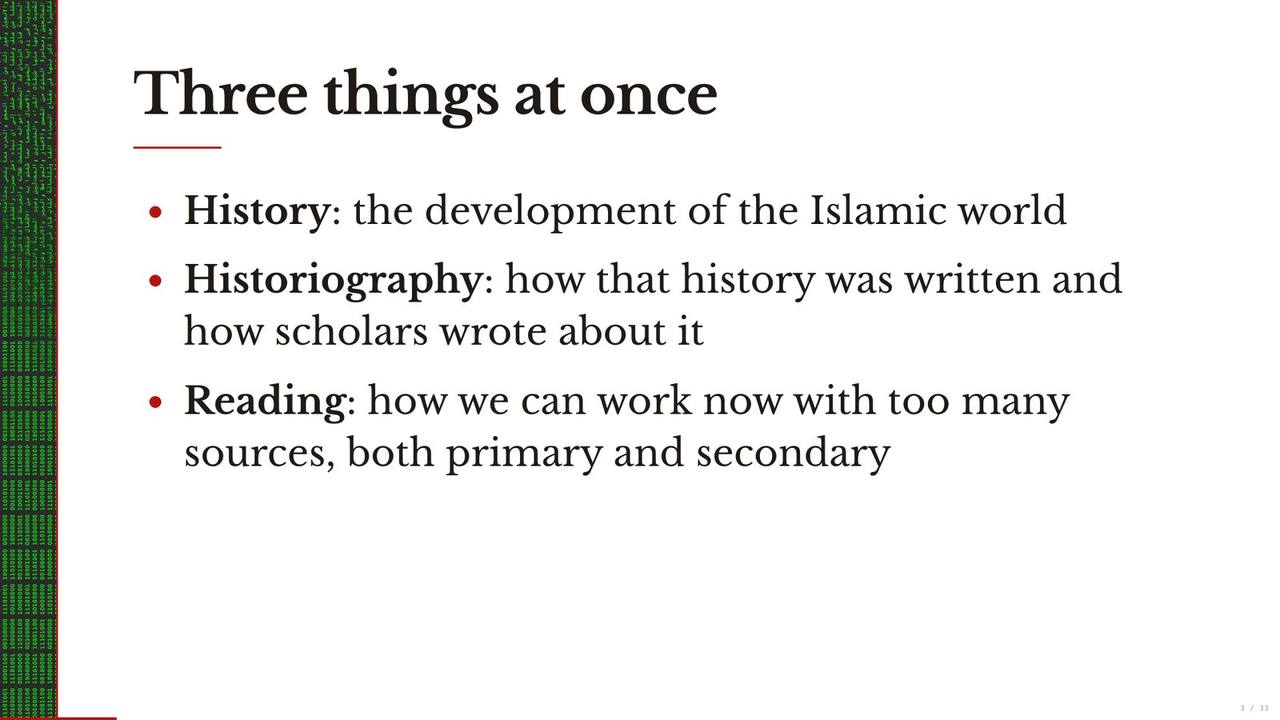 Three things at once
• History: the development of the Islamic world
• Historiography: how that history was written and
how scholars wrote about it
• Reading: how we can work now with too many
sources, both primary and secondary
3 / 33